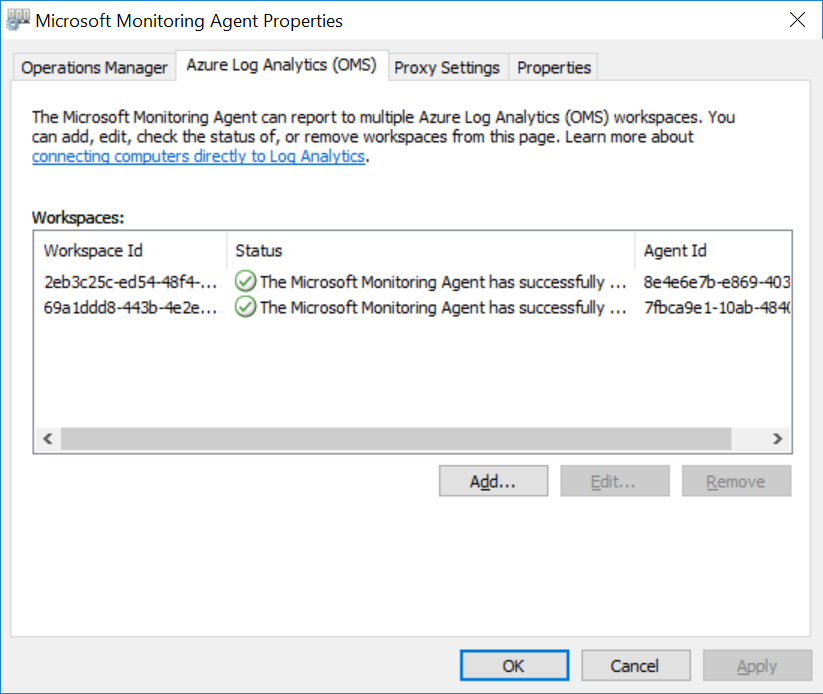 Microsoft Monitoring Agent Properties
Operations Manager
Azure Log Analytics (OMS)
Proxy Settings
Properties
The Microsoft Monitoring Agent can report to multiple Azure Log Analytics (OMS) workspaces. You
can add, edit, check the status of, or remove workspaces from this page. Learn more about
connecting computers directly to Log Analytics.
Workspaces:
Workspace Id Status Agent Id
2eb3c25c-ed54-48f4-... The Microsoft Monitoring Agent has successfully ... 8e4e6e7b-e869-403
69a1ddd8-443b-4e2e... The Microsoft Monitoring Agent has successfully ... 7fbca9e1-10ab-484
Add... Edit... Remove
OK Cancel Apply